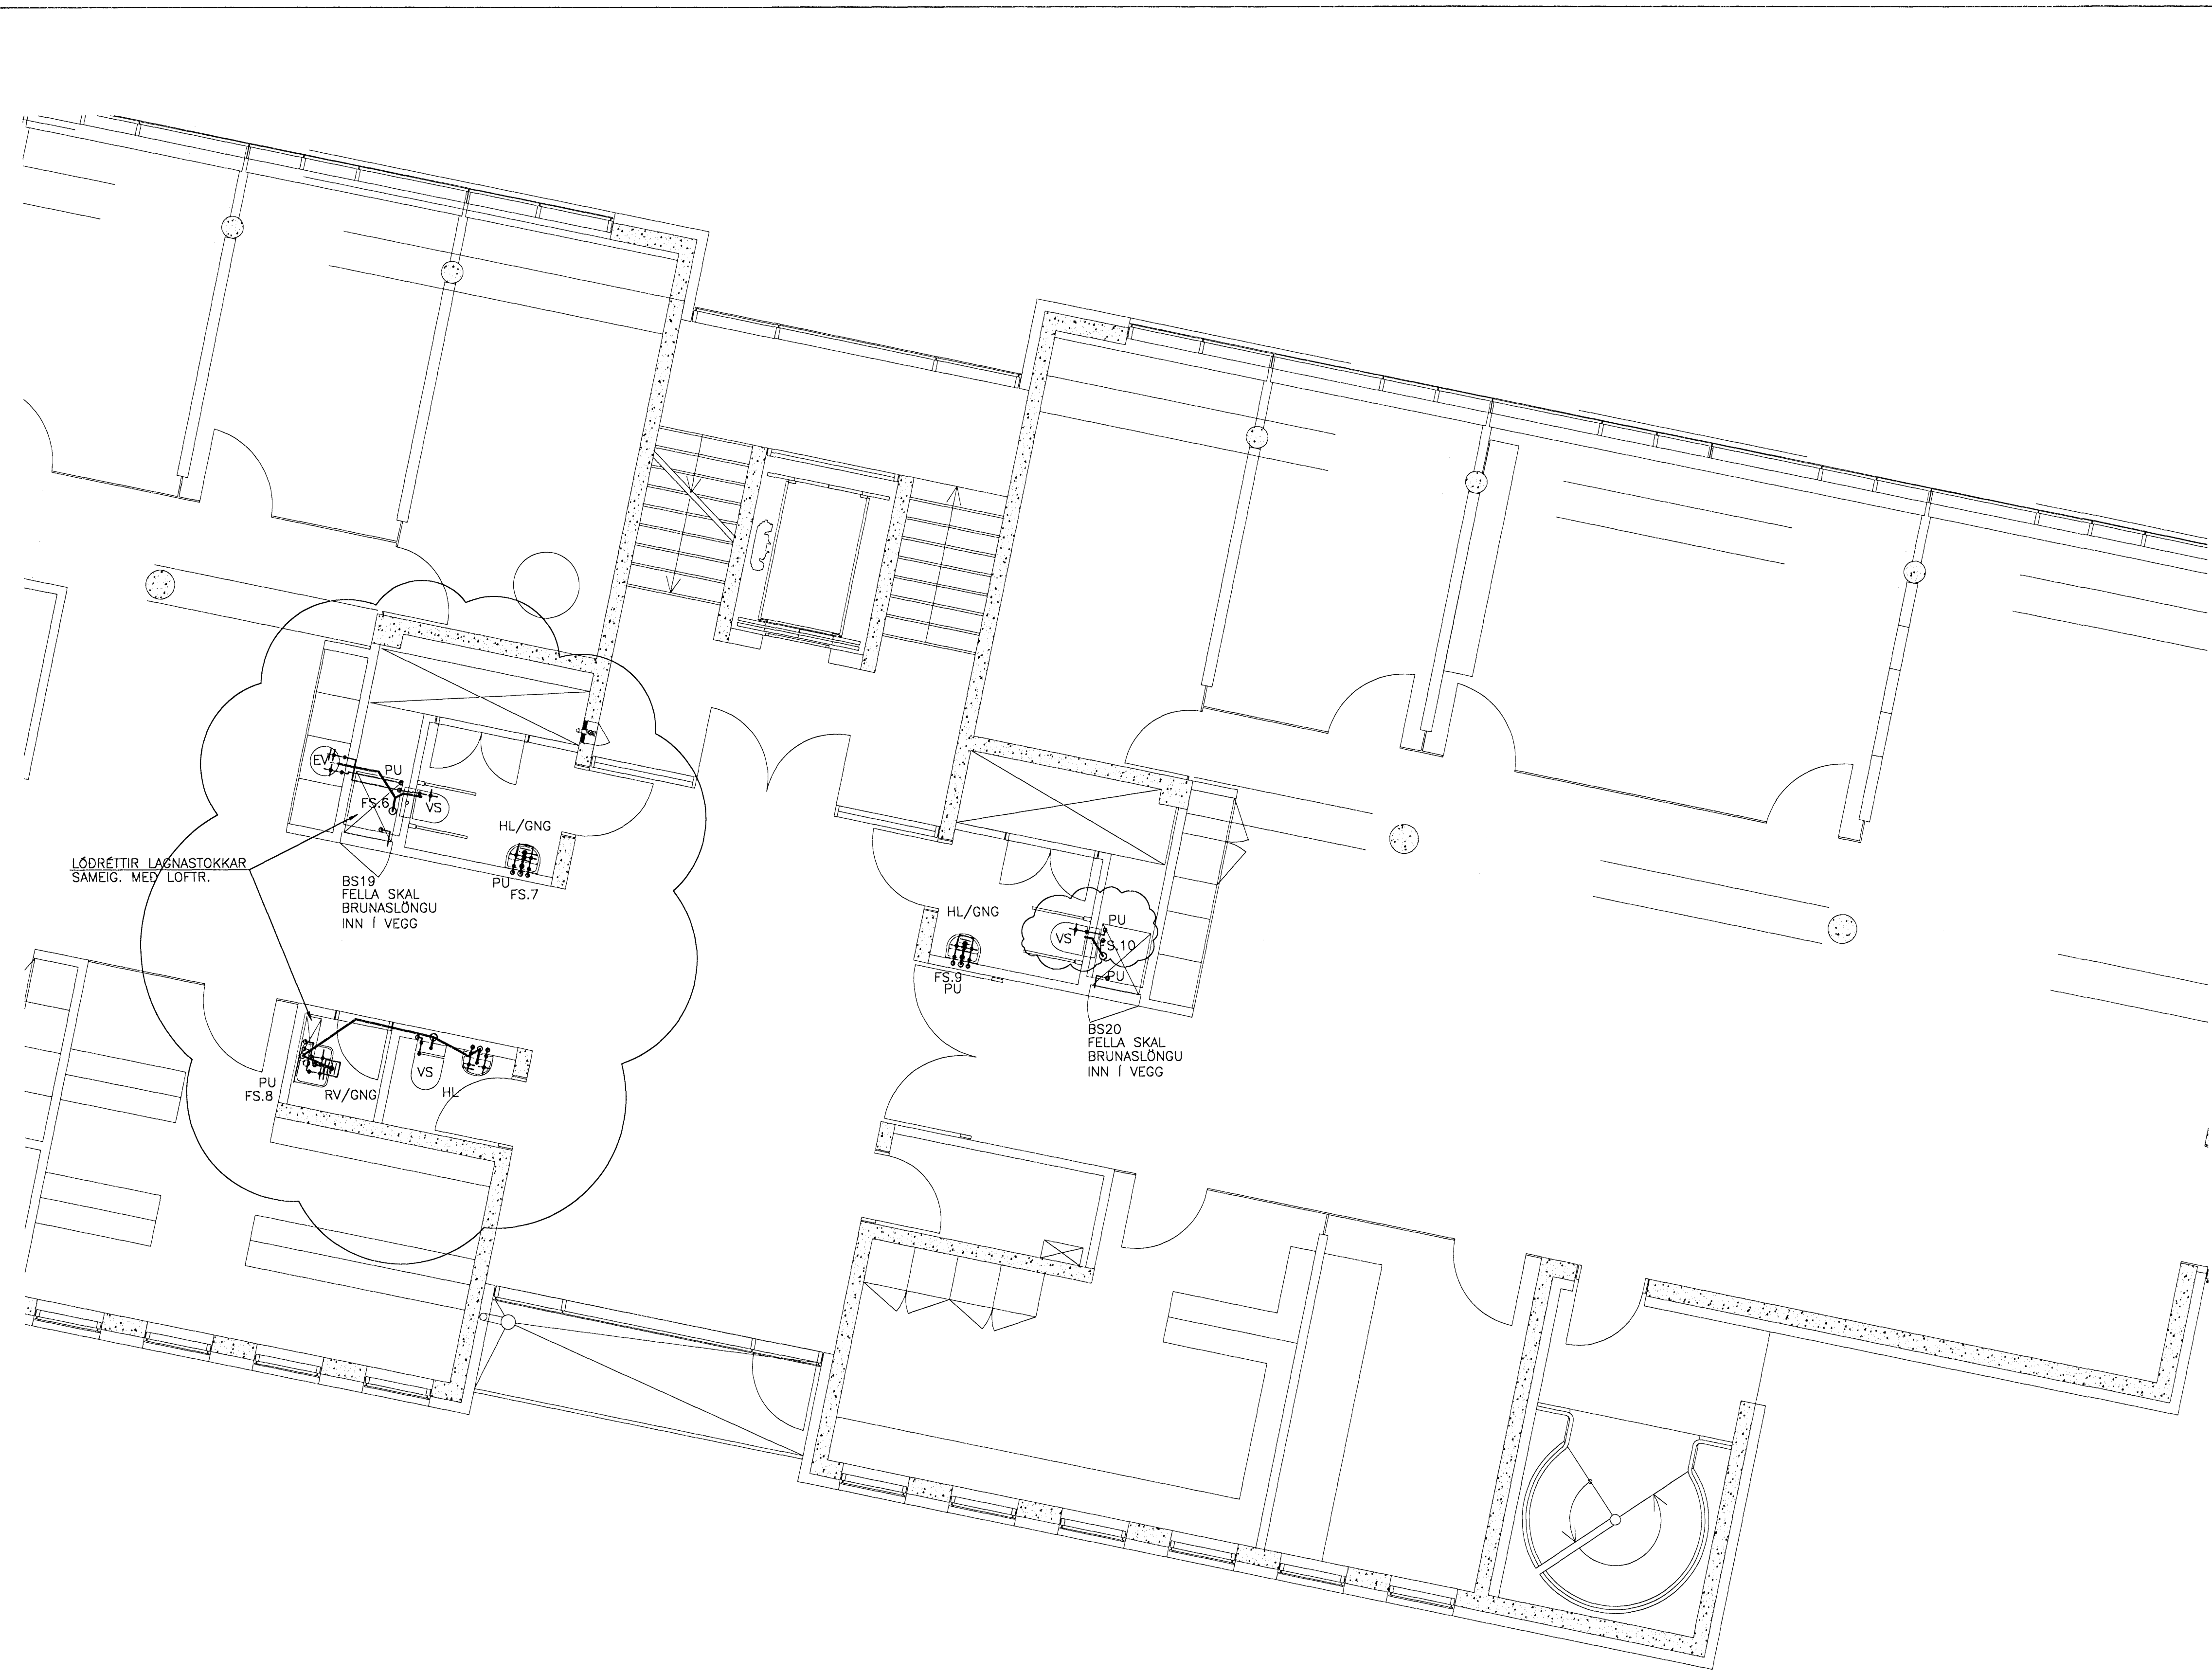 EV
PU
FS.6
VS
HL/GNG
LÓÐRÉTTIR LAGNASTOKKAR
SAMEIG. MEÐ LOFTR.
PU
FS.7
BS19
FELLA SKAL
BRUNASLÖNGU
INN Í VEGG
HL/GNG
PU
VS
FS.10
FS.9
PU
PU
BS20
FELLA SKAL
BRUNASLÖNGU
INN Í VEGG
VS
PU
FS.8
RV/GNG
HL